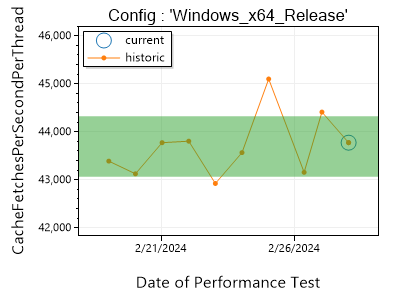 Config : 'Windows_x64_Release'
current
historic
CacheFetchesPerSecondPerThread
46,000
45,000
44,000
43,000
42,000
2/21/2024
2/26/2024
Date of Performance Test